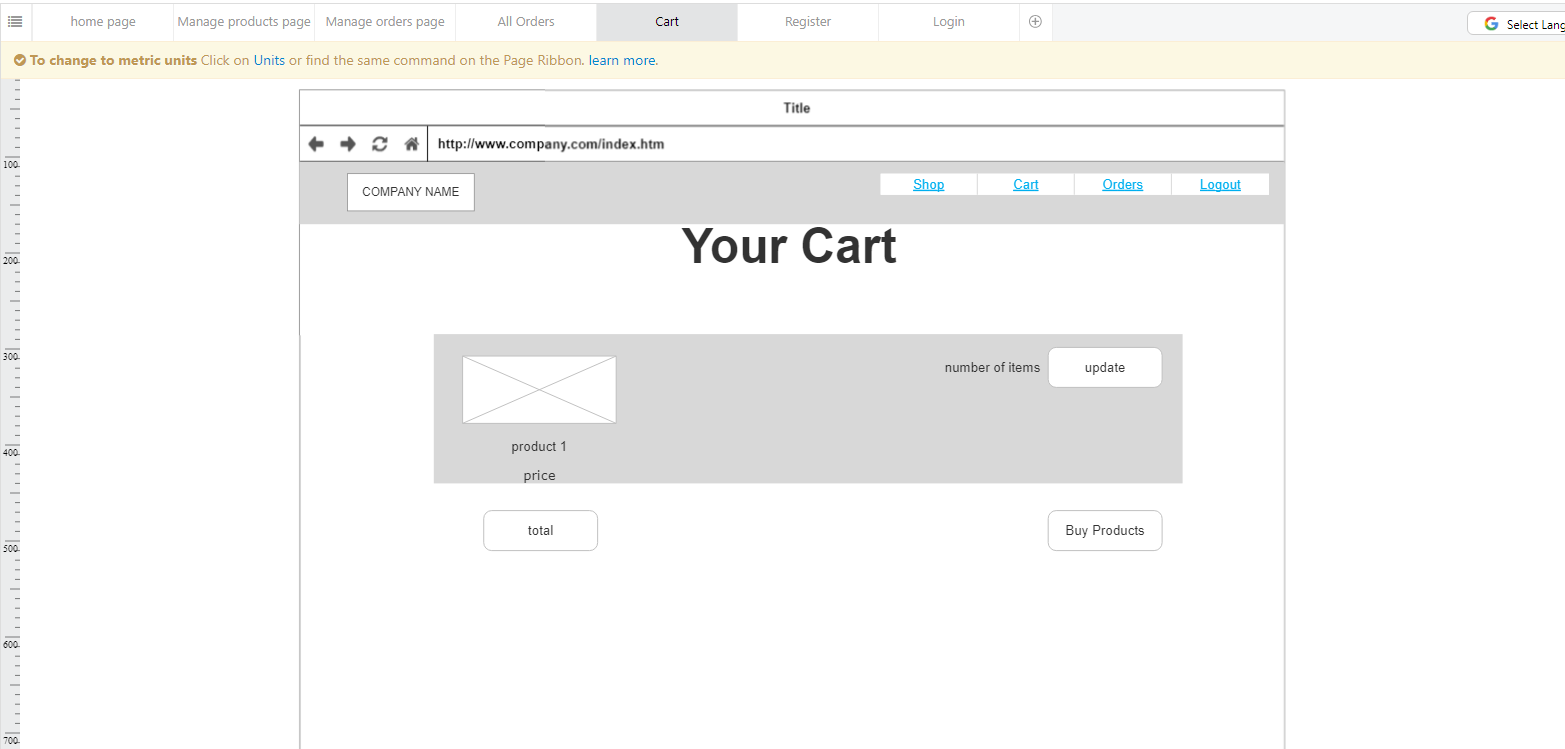 home page
Manage products page
Manage orders page
All Orders
Cart
Register
Login
Select Lang
To change to metric units Click on Units or find the same command on the Page Ribbon. learn more.
Title
http://www.company.com/index.htm
COMPANY NAME
Shop
Cart
Orders
Logout
Your Cart
number of items
update
product 1
price
total
Buy Products
100
200
300
400
500
600
700